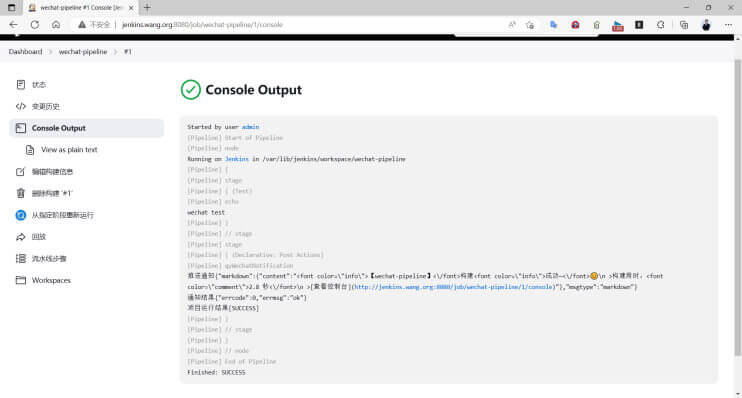 wechat-pipeline #1 Console [Jen
不安全 | jenkins.wang.org:8080/job/wechat-pipeline/1/console
Dashboard > wechat-pipeline > #1
状态
变更历史
Console Output
View as plain text
编辑构建信息
删除构建 '#1'
从指定阶段重新运行
回放
流水线步骤
Workspaces
Console Output
Started by user admin
[Pipeline] Start of Pipeline
[Pipeline] node
Running on Jenkins in /var/lib/jenkins/workspace/wechat-pipeline
[Pipeline] {
[Pipeline] stage
[Pipeline] { (Test)
[Pipeline] echo
wechat test
[Pipeline] }
[Pipeline] // stage
[Pipeline] stage
[Pipeline] { (Declarative: Post Actions)
[Pipeline] qyWechatNotification
推送通知{"markdown":{"content":"<font color=\"info\">【wechat-pipeline】<\/font>构建<font color=\"info\">成功~<\/font>😊\n >构建用时: <font
color=\"comment\">2.8 秒<\/font>\n >[查看控制台](http://jenkins.wang.org:8080/job/wechat-pipeline/1/console)"},"msgtype":"markdown"}
通知结果{"errcode":0,"errmsg":"ok"}
项目运行结果[SUCCESS]
[Pipeline] }
[Pipeline] // stage
[Pipeline] }
[Pipeline] // node
[Pipeline] End of Pipeline
Finished: SUCCESS